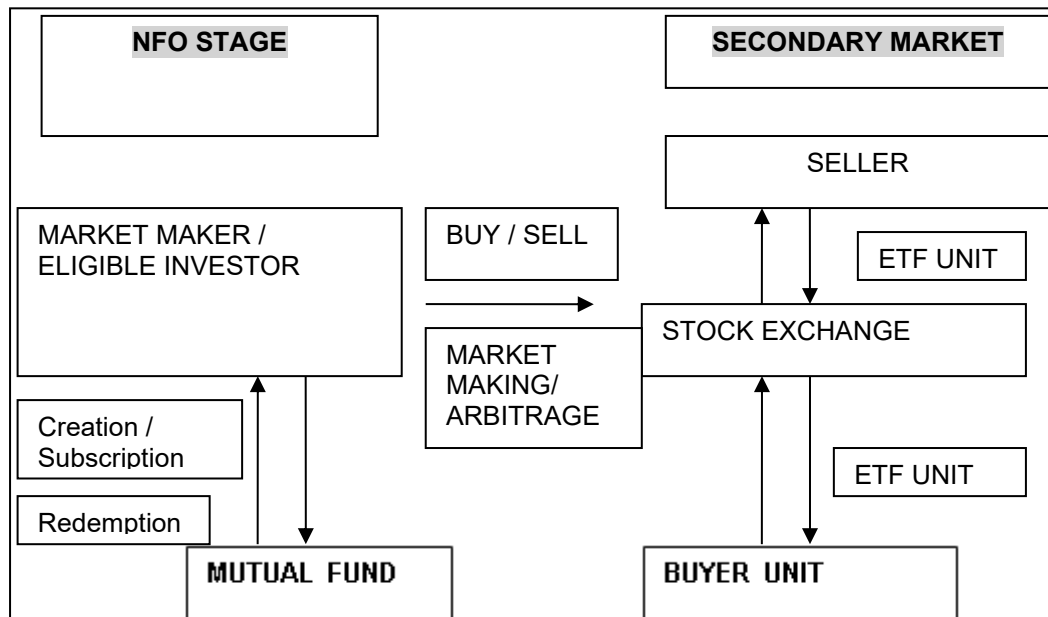 NFO STAGE
SECONDARY MARKET
SELLER
MARKET MAKER /
ELIGIBLE INVESTOR
BUY / SELL
ETF UNIT
STOCK EXCHANGE
MARKET
MAKING/
ARBITRAGE
Creation /
Subscription
ETF UNIT
Redemption
MUTUAL FUND
BUYER UNIT